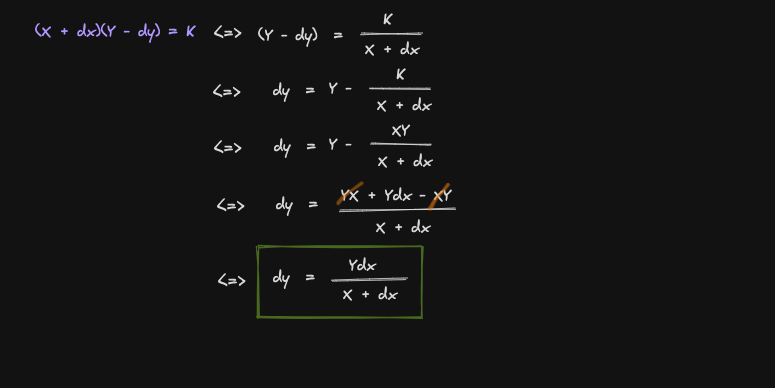 (X + dx)(Y - dy) = K <=> (Y - dy) = K / X + dx
<=> dy = Y - K / X + dx
<=> dy = Y - XY / X + dx
<=> dy = YX + Ydx - XY / X + dx
<=> dy = Ydx / X + dx